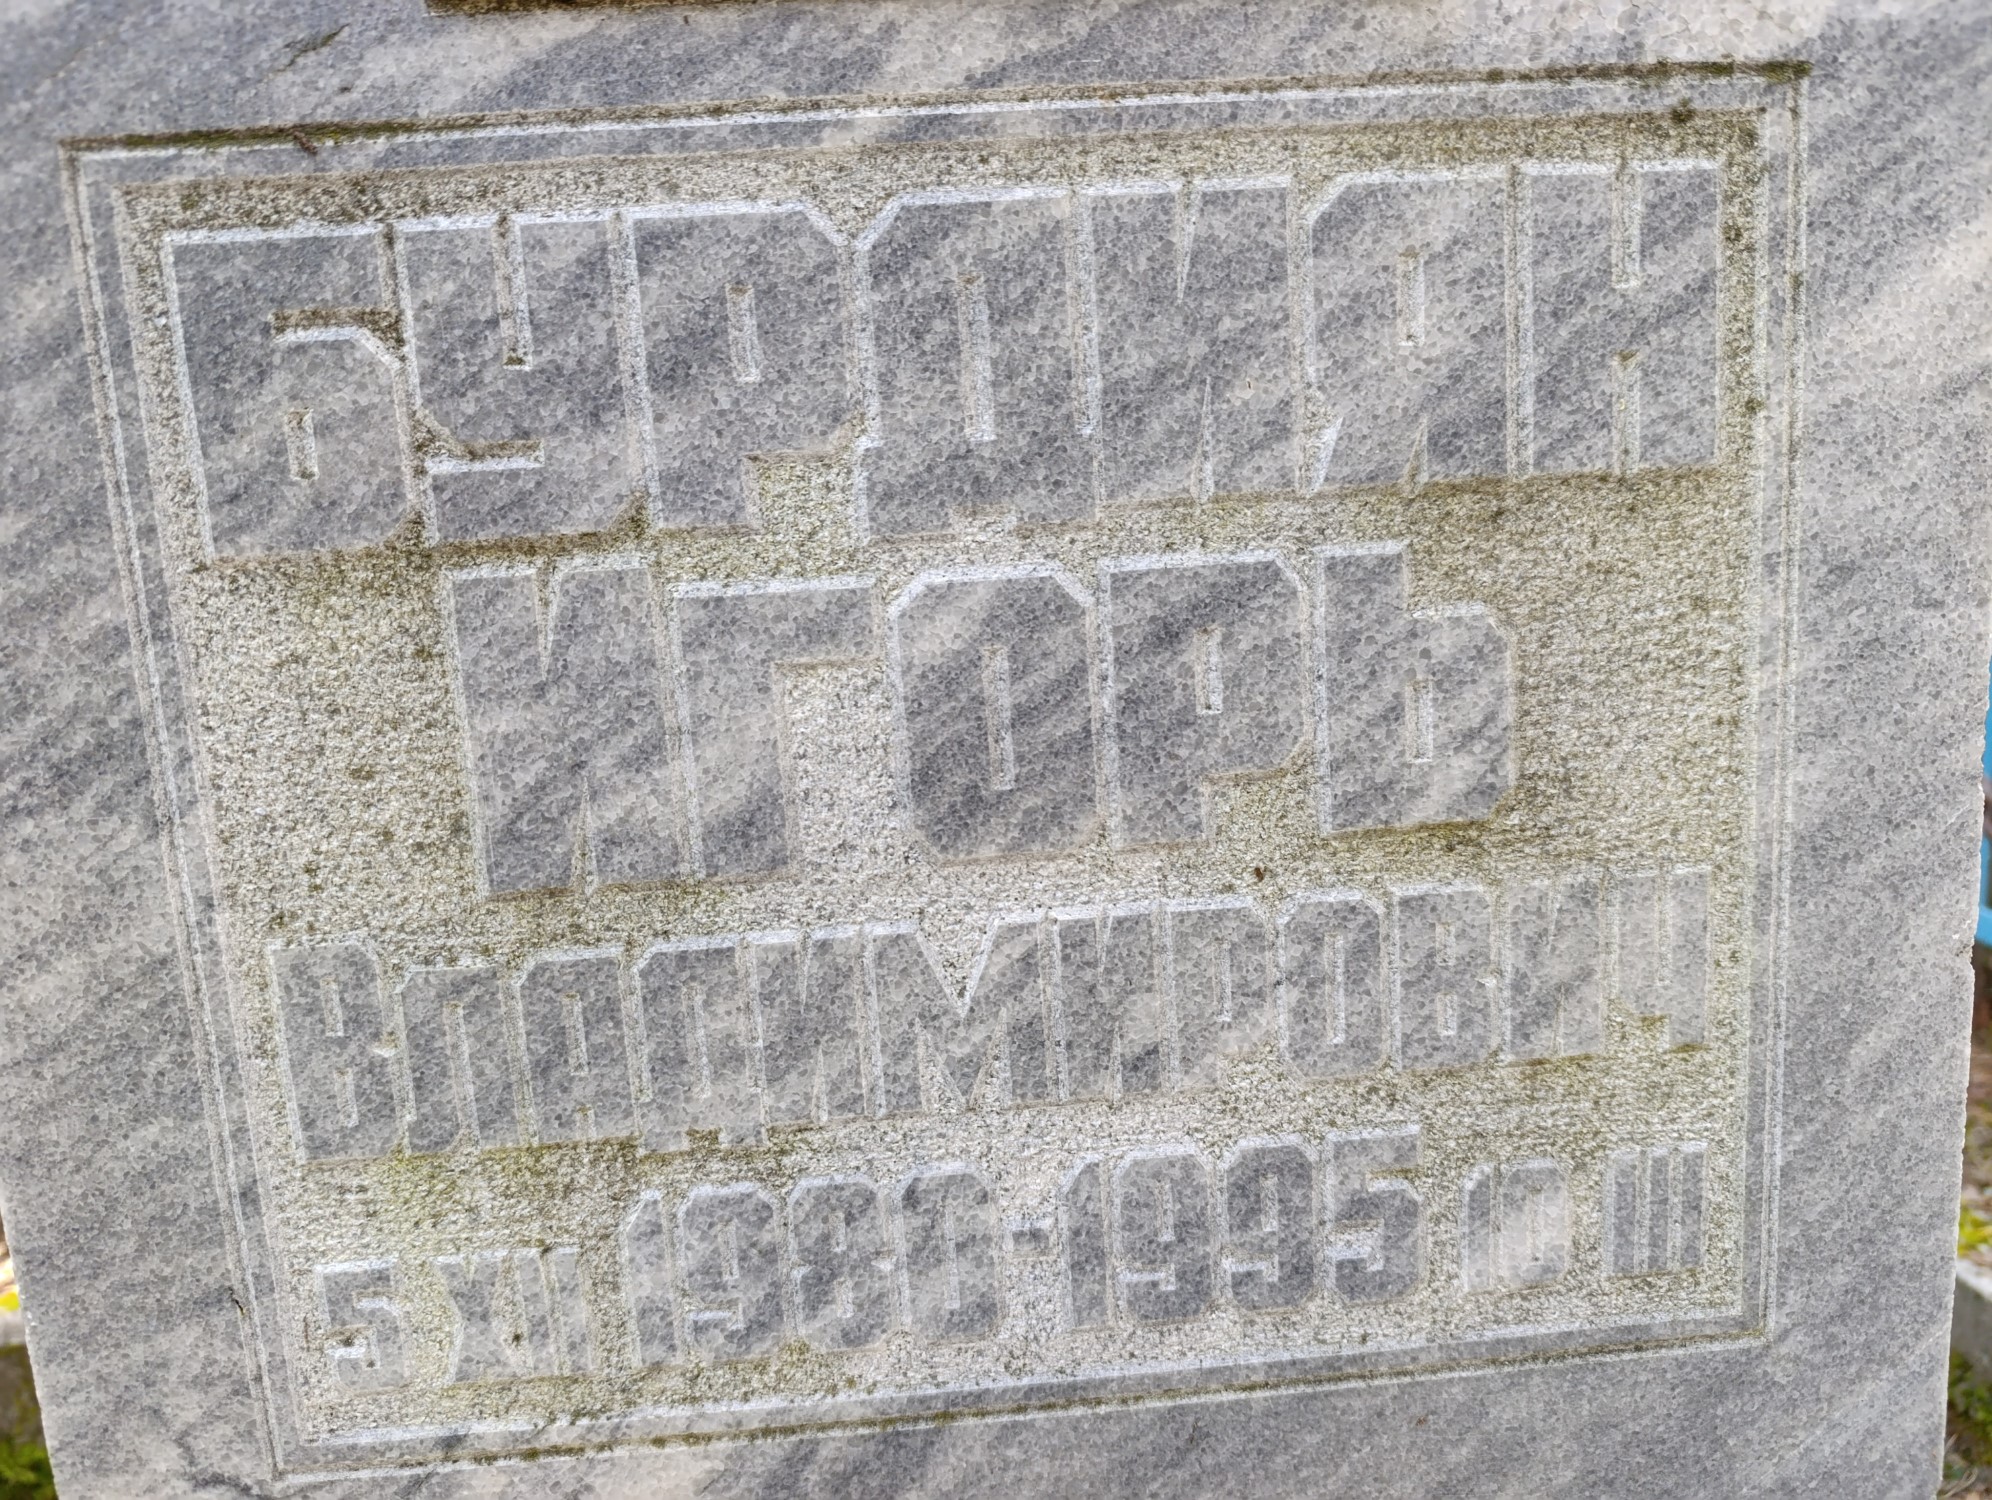 БУРДИЯН
ИГОРЬ
ВЛАДИМИРОВИЧ
5 XII 1980-1995 10 III